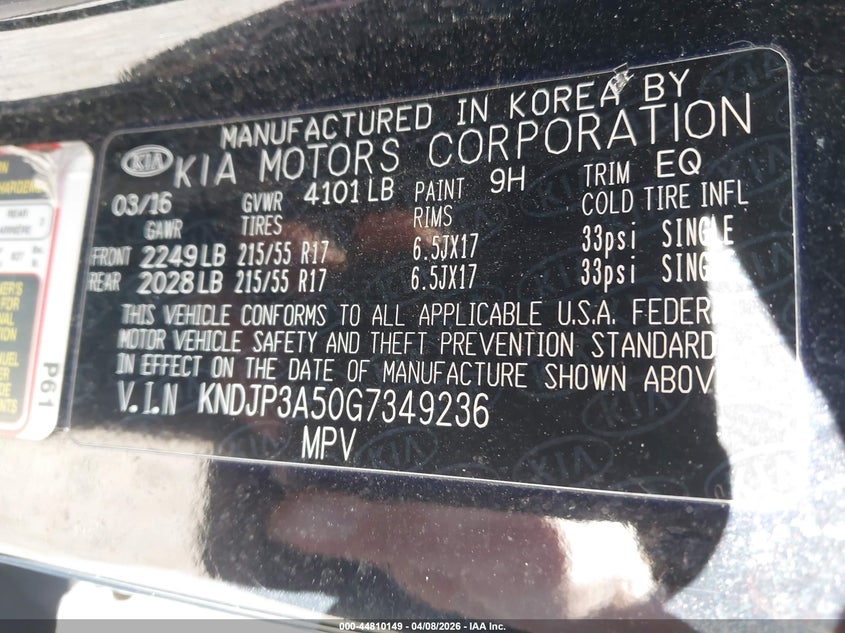 MANUFACTURED IN KOREA BY
KIA KIA MOTORS CORPORATION
03/16 GVWR 4101 LB PAINT 9H TRIM EQ
GAWR TIRES RIMS COLD TIRE INFL
FRONT 2249 LB 215/55 R17 6.5JX17 33psi SINGLE
REAR 2028 LB 215/55 R17 6.5JX17 33psi SING
THIS VEHICLE CONFORMS TO ALL APPLICABLE U.S.A. FEDER
MOTOR VEHICLE SAFETY AND THEFT PREVENTION STANDARD
IN EFFECT ON THE DATE OF MANUFACTURE SHOWN ABOV
V.I.N KNDJP3A50G7349236
MPV
REAR
P61
000-44810149 - 04/08/2026 - IAA Inc.